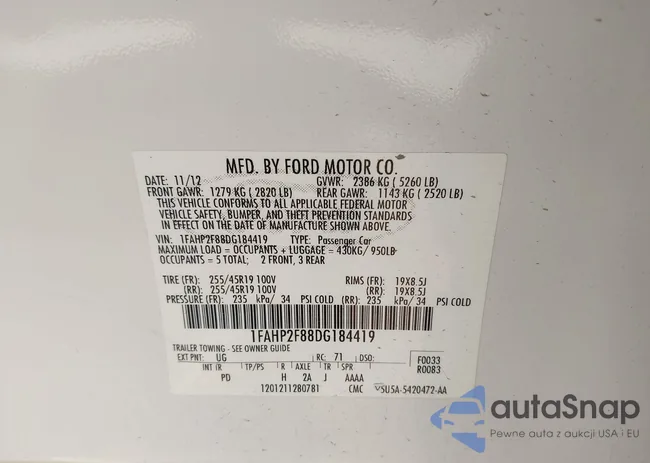 MFD. BY FORD MOTOR CO.
DATE: 11/12 GVWR: 2386 KG ( 5260 LB)
FRONT GAWR: 1279 KG ( 2820 LB) REAR GAWR: 1143 KG ( 2520 LB)
THIS VEHICLE CONFORMS TO ALL APPLICABLE FEDERAL MOTOR
VEHICLE SAFETY, BUMPER, AND THEFT PREVENTION STANDARDS
IN EFFECT ON THE DATE OF MANUFACTURE SHOWN ABOVE.
VIN: 1FAHP2F88DG184419 TYPE: Passenger Car
MAXIMUM LOAD = OCCUPANTS + LUGGAGE = 430KG/ 950LB
OCCUPANTS = 5 TOTAL; 2 FRONT, 3 REAR
TIRE (FR): 255/45R19 100V RIMS (FR): 19X8.5J
(RR): 255/45R19 100V (RR): 19X8.5J
PRESSURE (FR): 235 kPa/ 34 PSI COLD (RR): 235 kPa/ 34 PSI COLD
1FAHP2F88DG184419
TRAILER TOWING - SEE OWNER GUIDE
EXT PNT: UG RC: 71 DSO: F0033
R0083
INT TR TP/PS R AXLE TR SPR
PD H 2A J AAAA
1201211280781 CMC 5U5A-5420472-AA
autaSnap
Pewne auta z aukcji USA i EU